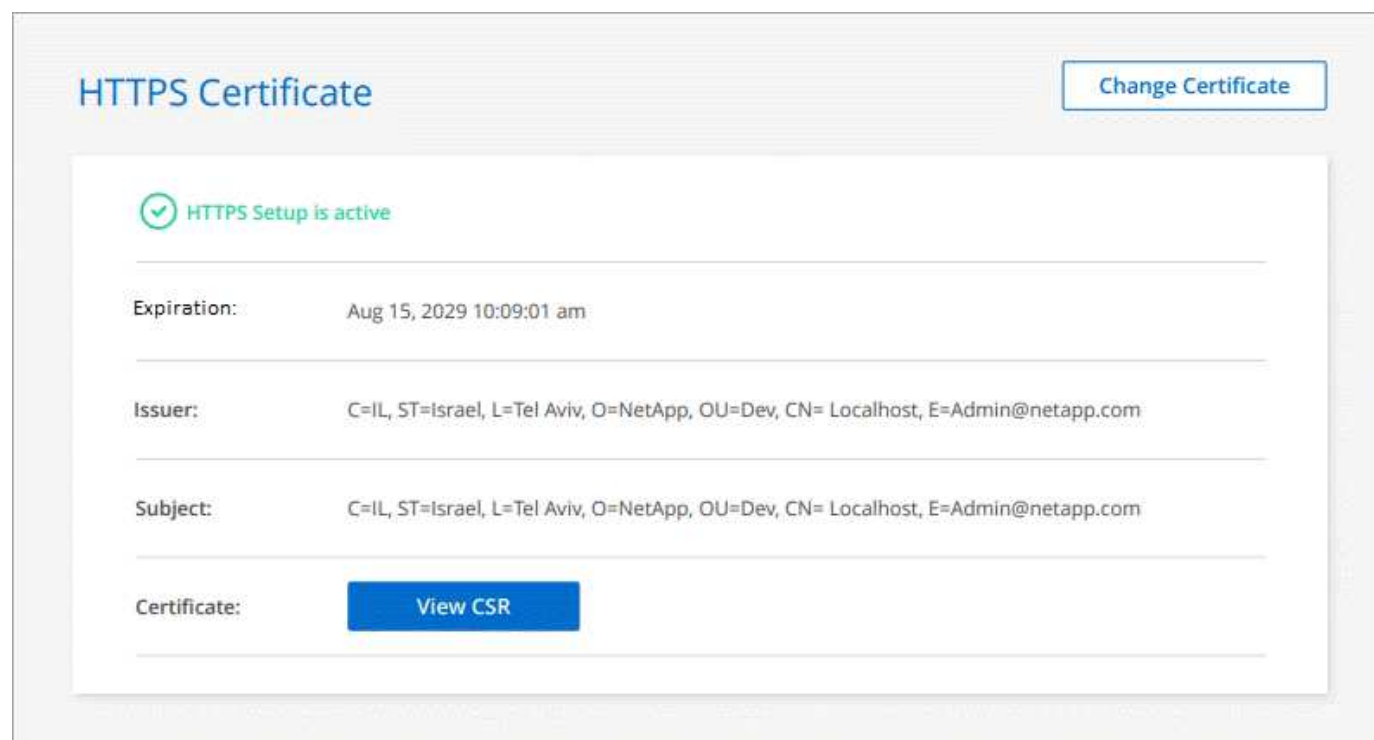 HTTPS Certificate
Change Certificate
HTTPS Setup is active
Expiration: Aug 15, 2029 10:09:01 am
Issuer: C=IL, ST=Israel, L=Tel Aviv, O=NetApp, OU=Dev, CN= Localhost, E=Admin@netapp.com
Subject: C=IL, ST=Israel, L=Tel Aviv, O=NetApp, OU=Dev, CN= Localhost, E=Admin@netapp.com
Certificate: View CSR